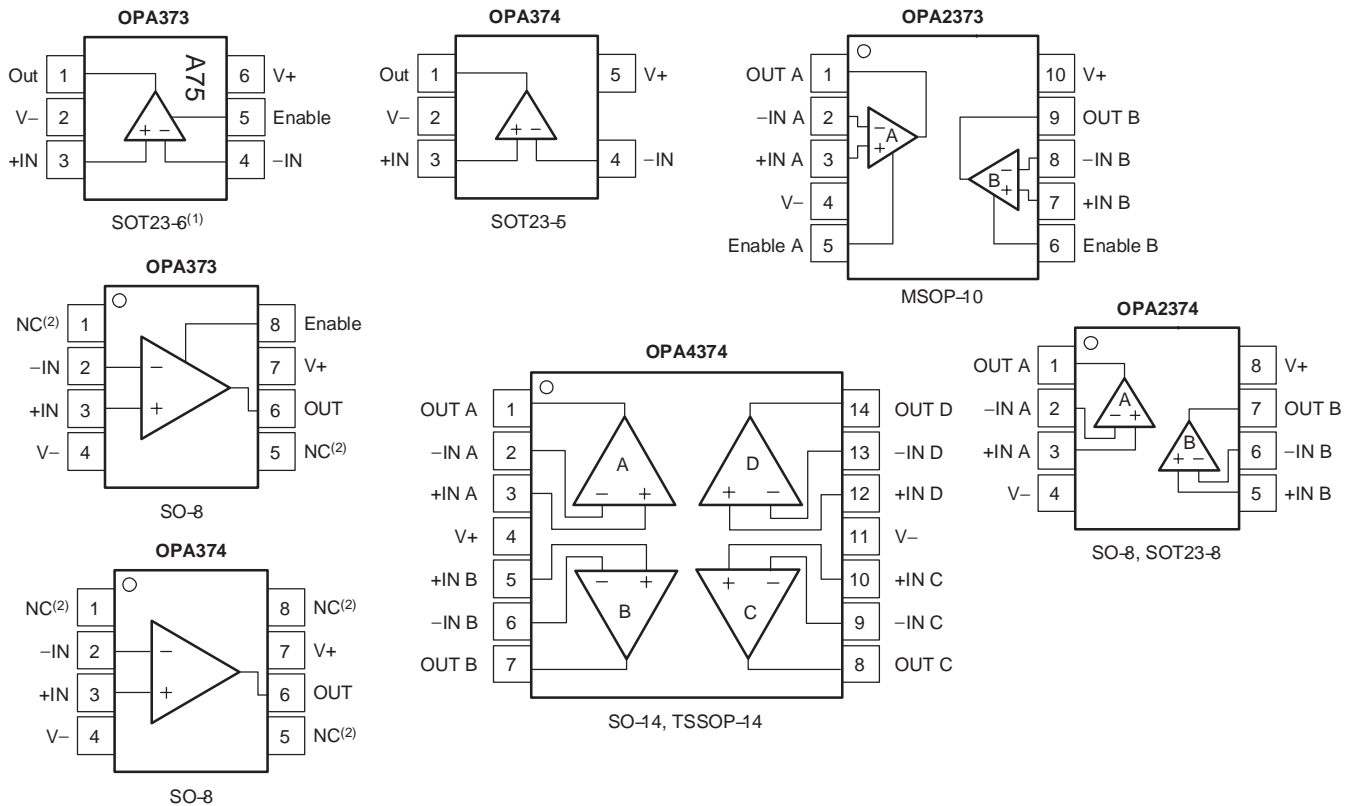 OPA373
A75
Out 1
V– 2
+IN 3
6 V+
5 Enable
4 –IN
+ –
SOT23-6(1)
OPA374
Out 1
V– 2
+IN 3
5 V+
4 –IN
+ –
SOT23-5
OPA2373
OUT A 1
–IN A 2
+IN A 3
V– 4
Enable A 5
10 V+
9 OUT B
8 –IN B
7 +IN B
6 Enable B
– A
+
B –
+
MSOP–10
OPA373
NC(2) 1
–IN 2
+IN 3
V– 4
8 Enable
7 V+
6 OUT
5 NC(2)
–
+
SO-8
OPA4374
OUT A 1
–IN A 2
+IN A 3
V+ 4
+IN B 5
–IN B 6
OUT B 7
14 OUT D
13 –IN D
12 +IN D
11 V–
10 +IN C
9 –IN C
8 OUT C
A
– +
D
+ –
– +
B
+ –
C
SO–14, TSSOP–14
OPA2374
OUT A 1
–IN A 2
+IN A 3
V– 4
8 V+
7 OUT B
6 –IN B
5 +IN B
A
– +
B
+ –
SO–8, SOT23–8
OPA374
NC(2) 1
–IN 2
+IN 3
V– 4
8 NC(2)
7 V+
6 OUT
5 NC(2)
–
+
SO-8